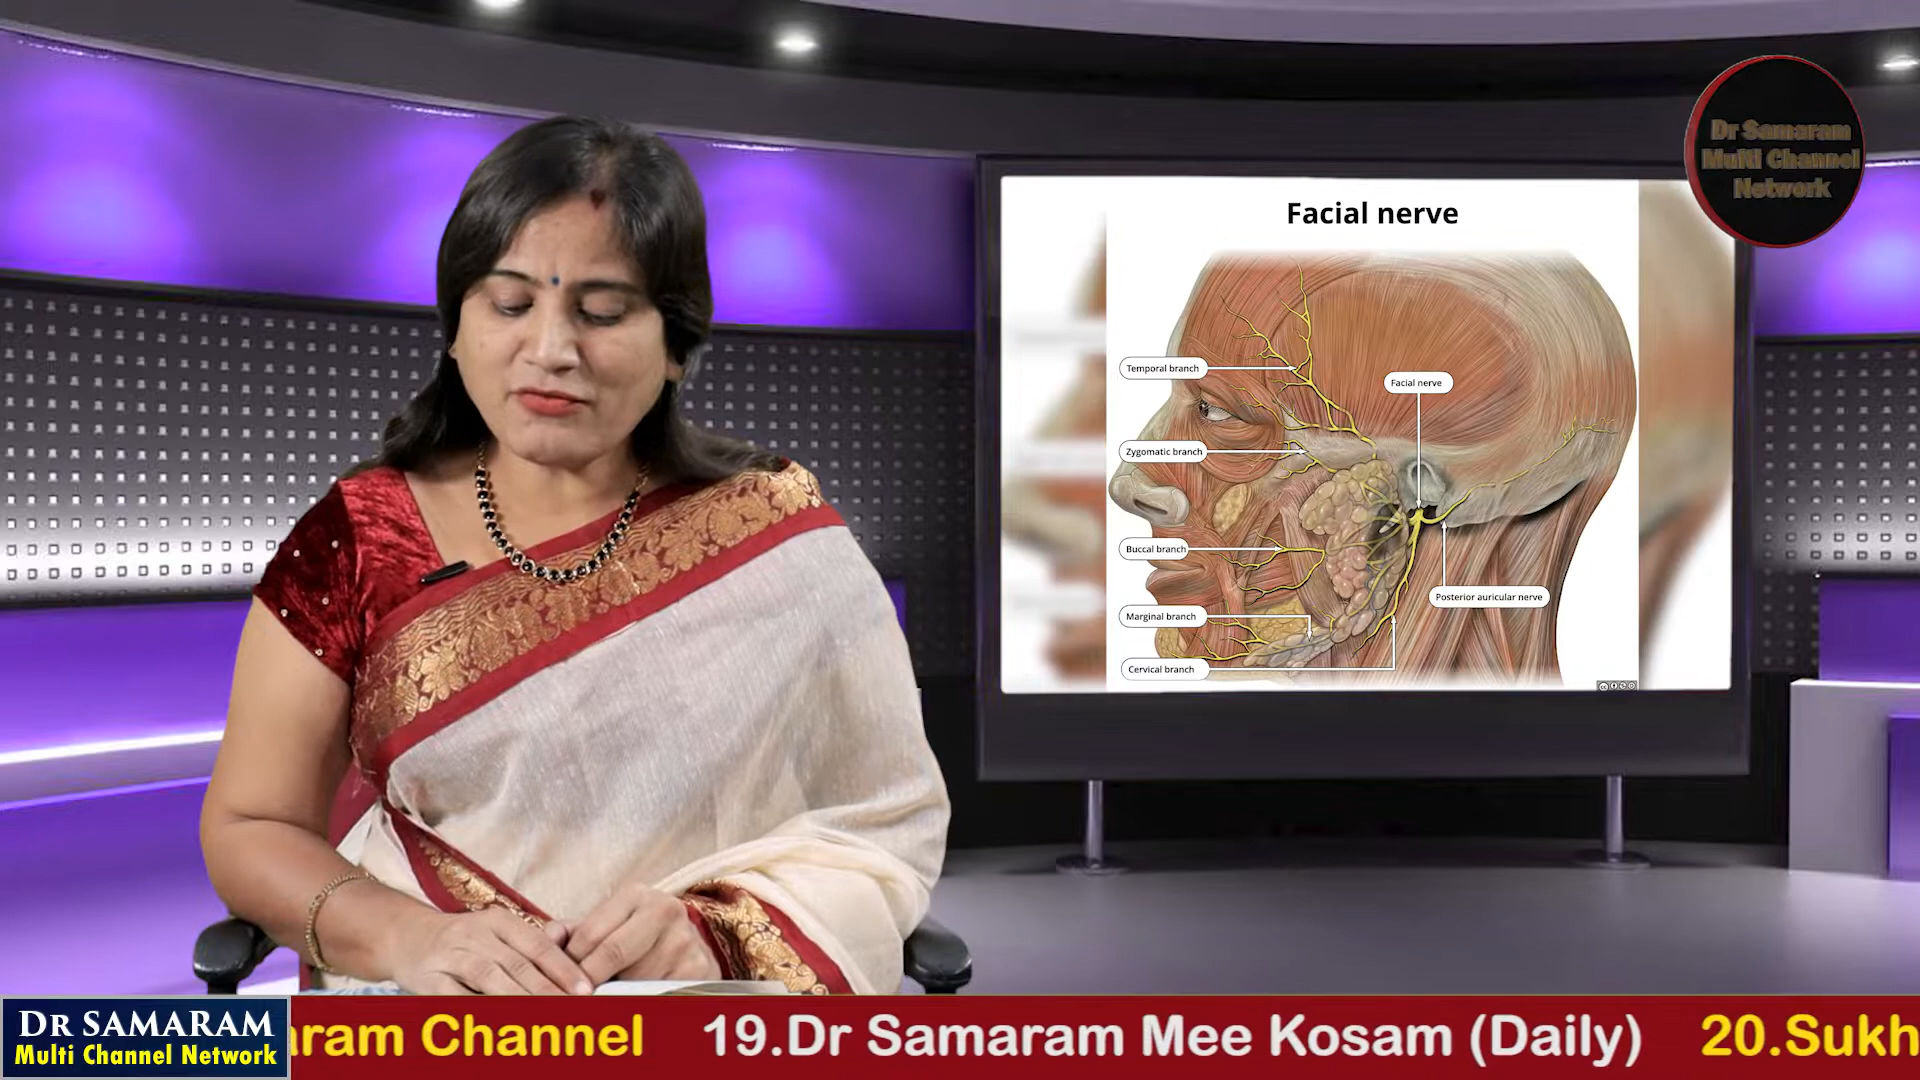 Dr Samaram
Multi Channel
Network
Facial nerve
Temporal branch
Facial nerve
Zygomatic branch
Buccal branch
Posterior auricular nerve
Marginal branch
Cervical branch
DR SAMARAM
Multi Channel Network
aram Channel 19.Dr Samaram Mee Kosam (Daily) 20.Sukh